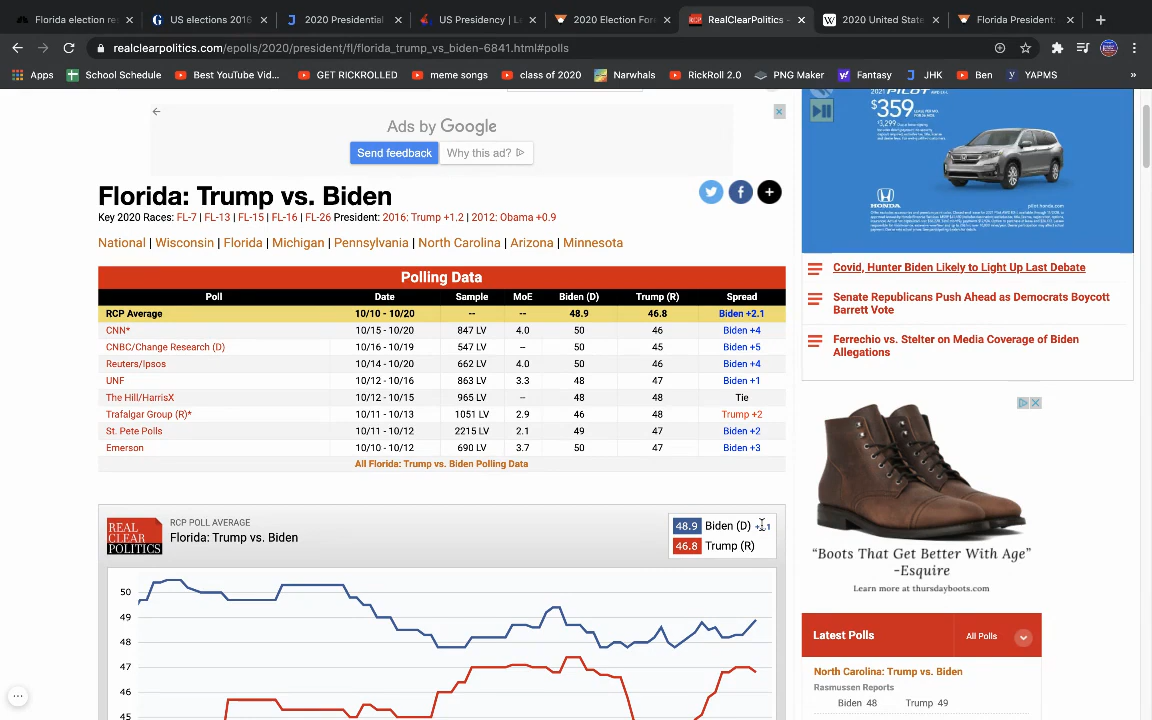 Florida election re
US elections 2016
2020 Presidential
US Presidency | L
2020 Election For
RealClearPolitics -
2020 United State
Florida President:
realclearpolitics.com/epolls/2020/president/fl/florida_trump_vs_biden-6841.html#polls
Apps School Schedule Best YouTube Vid... GET RICKROLLED meme songs class of 2020 Narwhals RickRoll 2.0 PNG Maker Fantasy JHK Ben YAPMS »
Ads by Google
Send feedback Why this ad?
2021 PILOT
$359
$3,299
HONDA
pilot.honda.com
Florida: Trump vs. Biden
Key 2020 Races: FL-7 | FL-13 | FL-15 | FL-16 | FL-26 President: 2016: Trump +1.2 | 2012: Obama +0.9
National | Wisconsin | Florida | Michigan | Pennsylvania | North Carolina | Arizona | Minnesota
Polling Data
Poll Date Sample MoE Biden (D) Trump (R) Spread
RCP Average 10/10 - 10/20 -- -- 48.9 46.8 Biden +2.1
CNN* 10/15 - 10/20 847 LV 4.0 50 46 Biden +4
CNBC/Change Research (D) 10/16 - 10/19 547 LV -- 50 45 Biden +5
Reuters/Ipsos 10/14 - 10/20 662 LV 4.0 50 46 Biden +4
UNF 10/12 - 10/16 863 LV 3.3 48 47 Biden +1
The Hill/HarrisX 10/12 - 10/15 965 LV -- 48 48 Tie
Trafalgar Group (R)* 10/11 - 10/13 1051 LV 2.9 46 48 Trump +2
St. Pete Polls 10/11 - 10/12 2215 LV 2.1 49 47 Biden +2
Emerson 10/10 - 10/12 690 LV 3.7 50 47 Biden +3
All Florida: Trump vs. Biden Polling Data
REAL
CLEAR
POLITICS
RCP POLL AVERAGE
Florida: Trump vs. Biden
48.9 Biden (D)
46.8 Trump (R)
50
49
48
47
46
45
Covid, Hunter Biden Likely to Light Up Last Debate
Senate Republicans Push Ahead as Democrats Boycott
Barrett Vote
Ferrechio vs. Stelter on Media Coverage of Biden
Allegations
“Boots That Get Better With Age”
-Esquire
Learn more at thursdayboots.com
Latest Polls All Polls
North Carolina: Trump vs. Biden
Rasmussen Reports
Biden 48 Trump 49